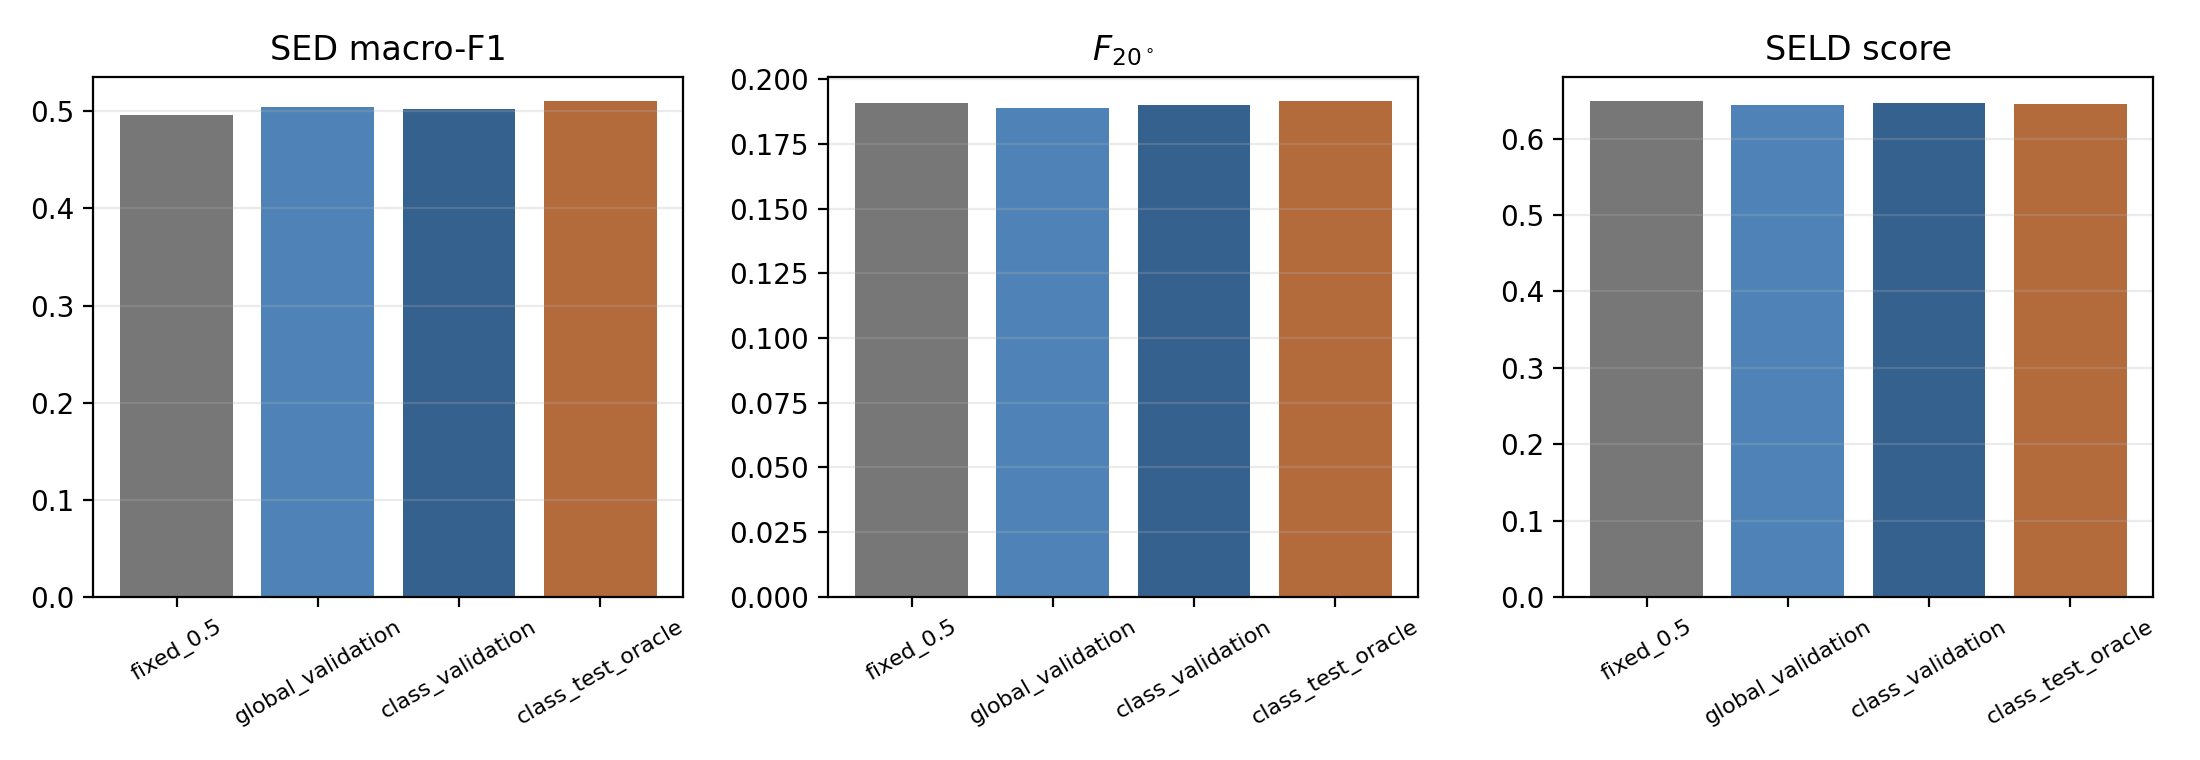 SED macro-F1
0.5
0.4
0.3
0.2
0.1
0.0
fixed_0.5
global_validation
class_validation
class_test_oracle
F20°
0.200
0.175
0.150
0.125
0.100
0.075
0.050
0.025
0.000
fixed_0.5
global_validation
class_validation
class_test_oracle
SELD score
0.6
0.5
0.4
0.3
0.2
0.1
0.0
fixed_0.5
global_validation
class_validation
class_test_oracle